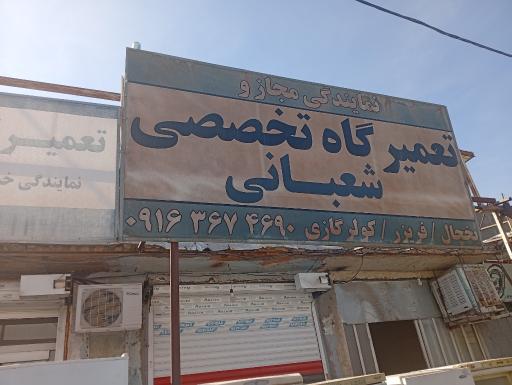 نمایندگی مجاز و
تعمیرگاه تخصصی
شعبانی
یخچال / فریزر / کولر گازی ۰۹۱۶ ۳۶۷ ۴۶۹۰
تعمیر
نمایندگی